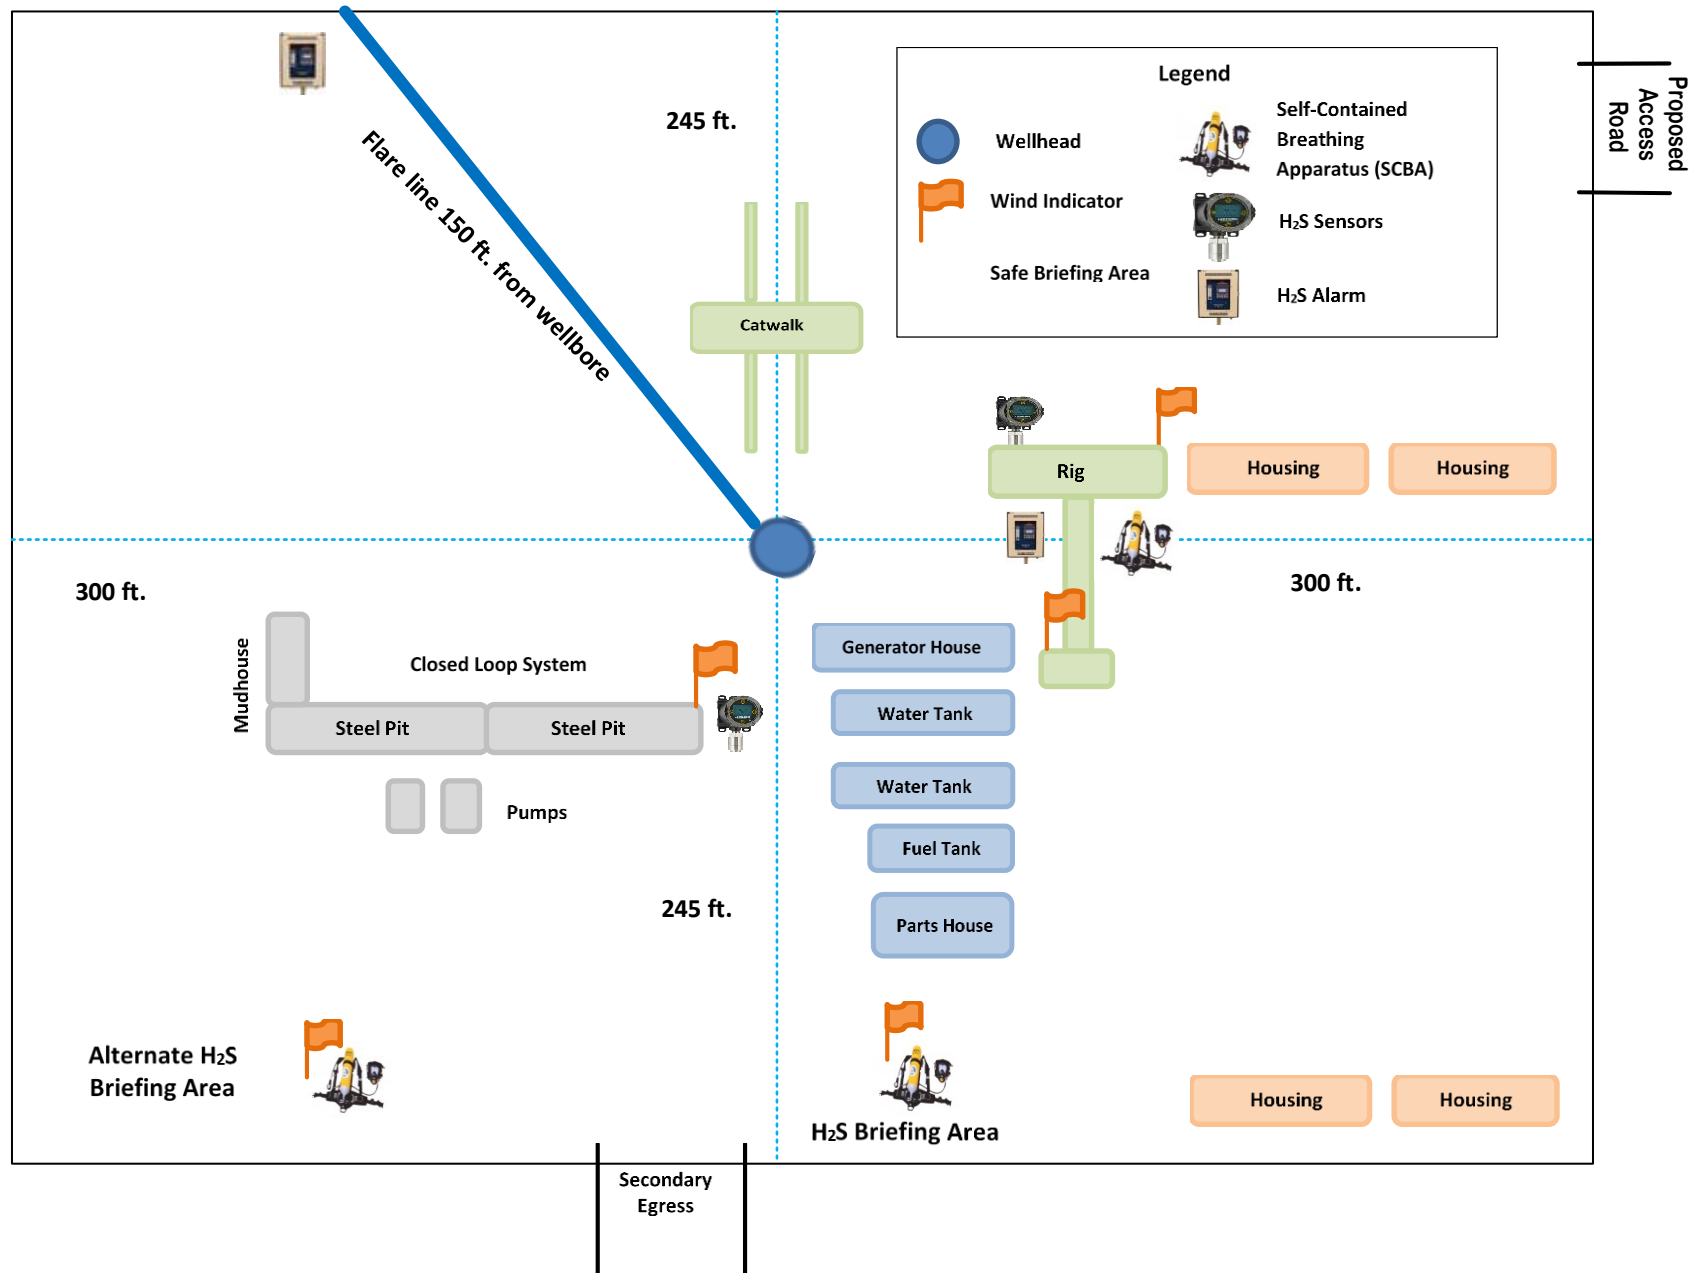 Legend
Wellhead
Wind Indicator
Safe Briefing Area
Self-Contained
Breathing
Apparatus (SCBA)
H2S Sensors
H2S Alarm
Proposed
Access
Road
245 ft.
Flare line 150 ft. from wellbore
Catwalk
Rig
Housing
Housing
300 ft.
300 ft.
Mudhouse
Closed Loop System
Steel Pit
Steel Pit
Pumps
Generator House
Water Tank
Water Tank
Fuel Tank
Parts House
245 ft.
Alternate H2S
Briefing Area
H2S Briefing Area
Housing
Housing
Secondary
Egress